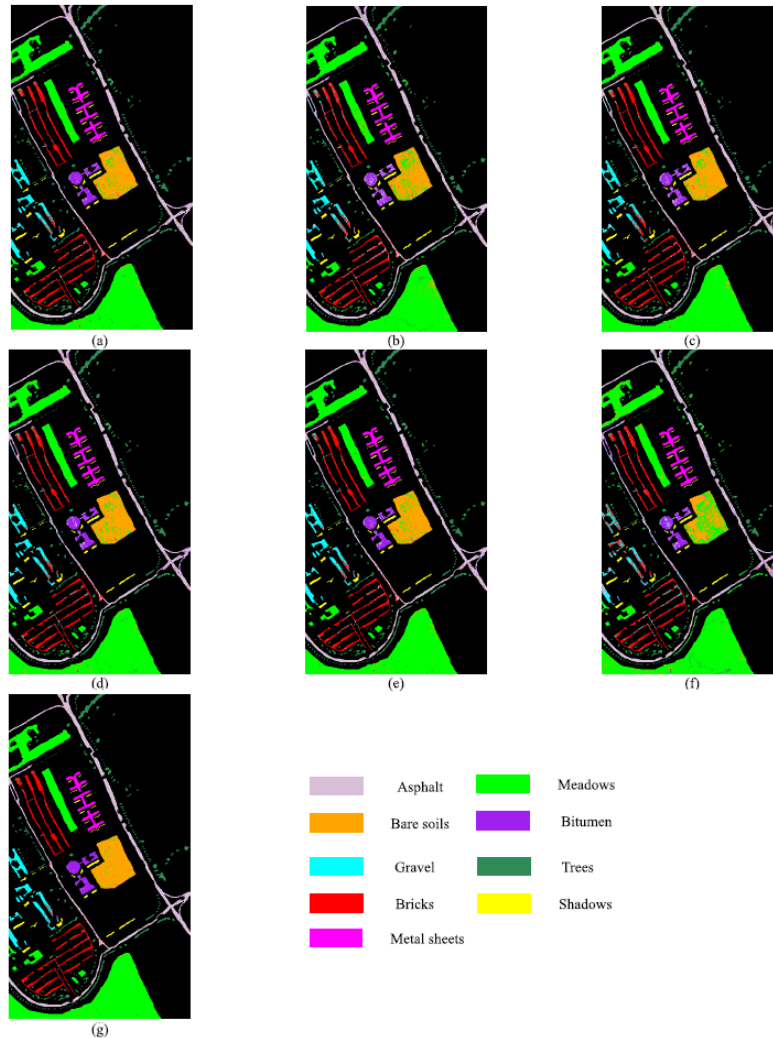 (a)
(b)
(c)
(d)
(e)
(f)
Asphalt
Meadows
Bare soils
Bitumen
Gravel
Trees
Bricks
Shadows
Metal sheets
(g)